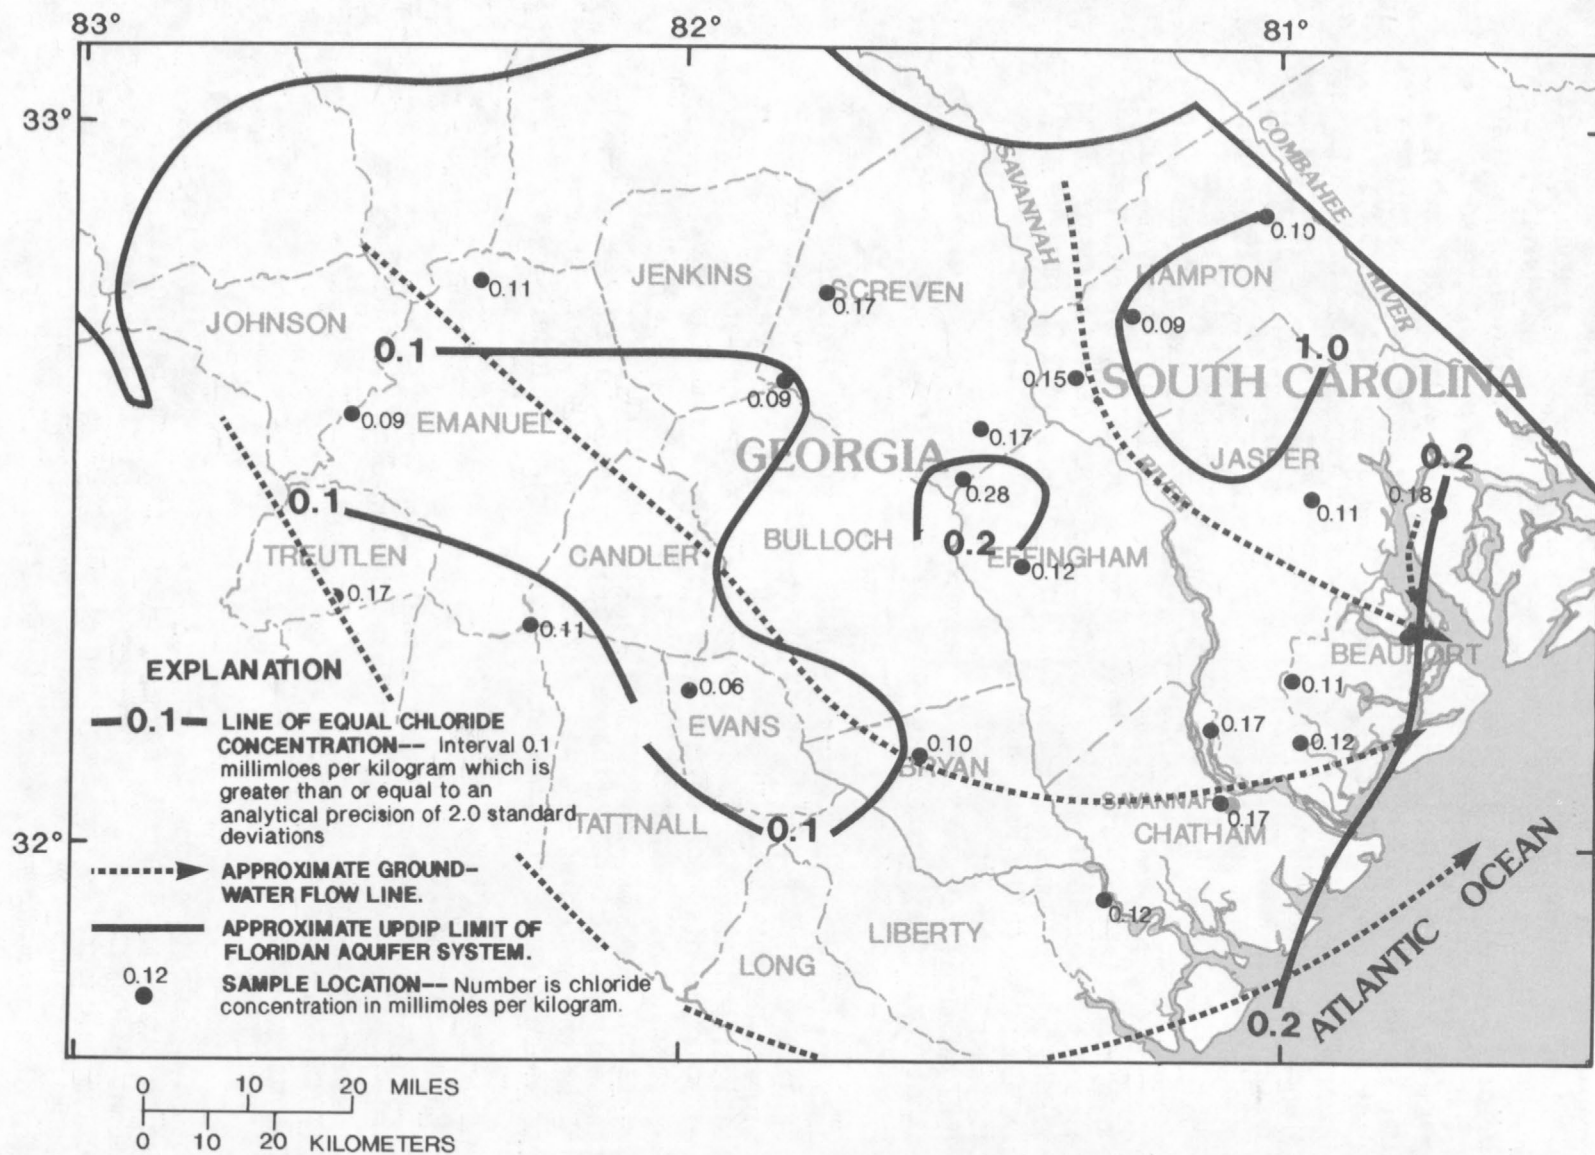 83°
82°
81°
33°
SAVANNAH
COMBAHEE
0.10
0.11
JENKINS
SCREVEN
0.17
HAMPTON
RIVER
JOHNSON
0.09
0.1
1.0
0.09
0.15
SOUTH CAROLINA
0.09
EMANUEL
0.17
GEORGIA
JASPER
0.2
RIVER
0.1
0.28
0.18
0.11
TREUTLEN
CANDLER
BULLOCH
0.2
EFFINGHAM
0.12
0.17
0.11
BEAUFORT
EXPLANATION
0.06
0.11
0.1
LINE OF EQUAL CHLORIDE
CONCENTRATION-- Interval 0.1
millimloes per kilogram which is
greater than or equal to an
analytical precision of 2.0 standard
deviations
EVANS
0.17
0.10
0.12
BRYAN
SAVANNAH
0.17
TATTNALL
0.1
CHATHAM
32°
APPROXIMATE GROUND-
WATER FLOW LINE.
APPROXIMATE UPDIP LIMIT OF
FLORIDAN AQUIFER SYSTEM.
0.12
SAMPLE LOCATION-- Number is chloride
concentration in millimoles per kilogram.
0.12
LIBERTY
LONG
ATLANTIC OCEAN
0.2
0 10 20 MILES
0 10 20 KILOMETERS